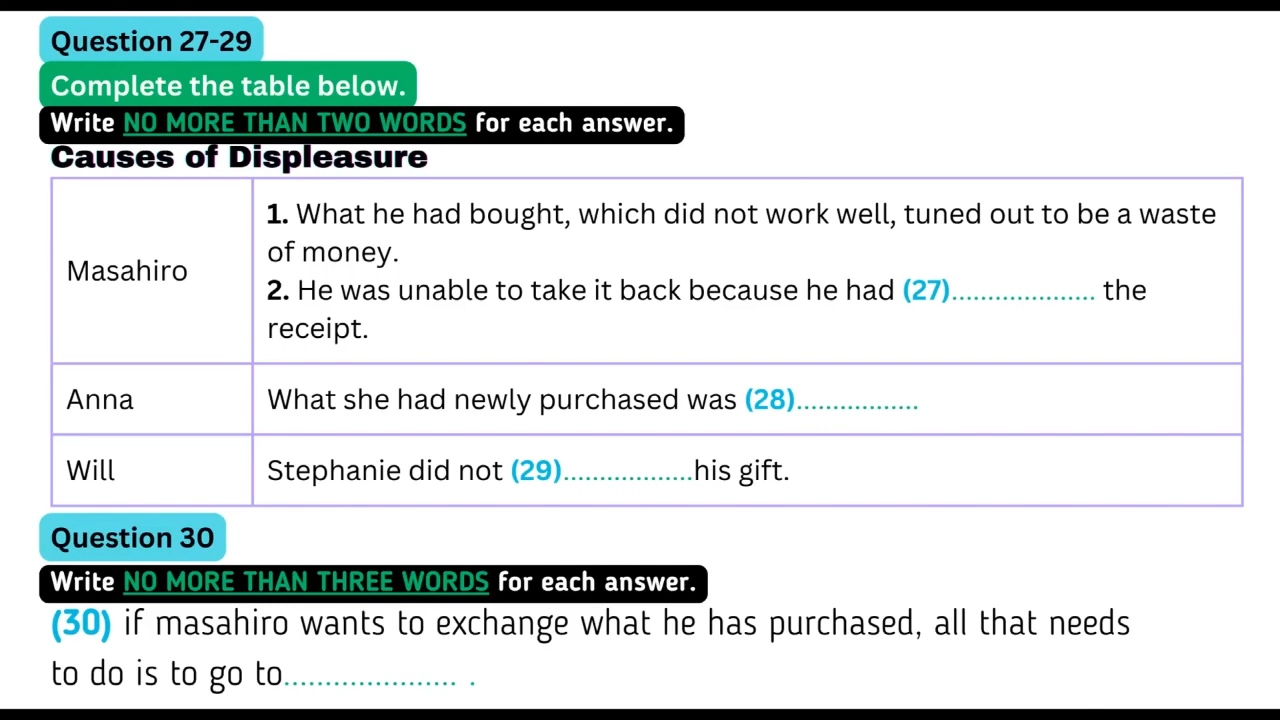 Question 27-29
Complete the table below.
Write NO MORE THAN TWO WORDS for each answer.
Causes of Displeasure
Masahiro
1. What he had bought, which did not work well, tuned out to be a waste
of money.
2. He was unable to take it back because he had (27).................... the
receipt.
Anna
What she had newly purchased was (28).................
Will
Stephanie did not (29)..................his gift.
Question 30
Write NO MORE THAN THREE WORDS for each answer.
(30) if masahiro wants to exchange what he has purchased, all that needs
to do is to go to..................... .